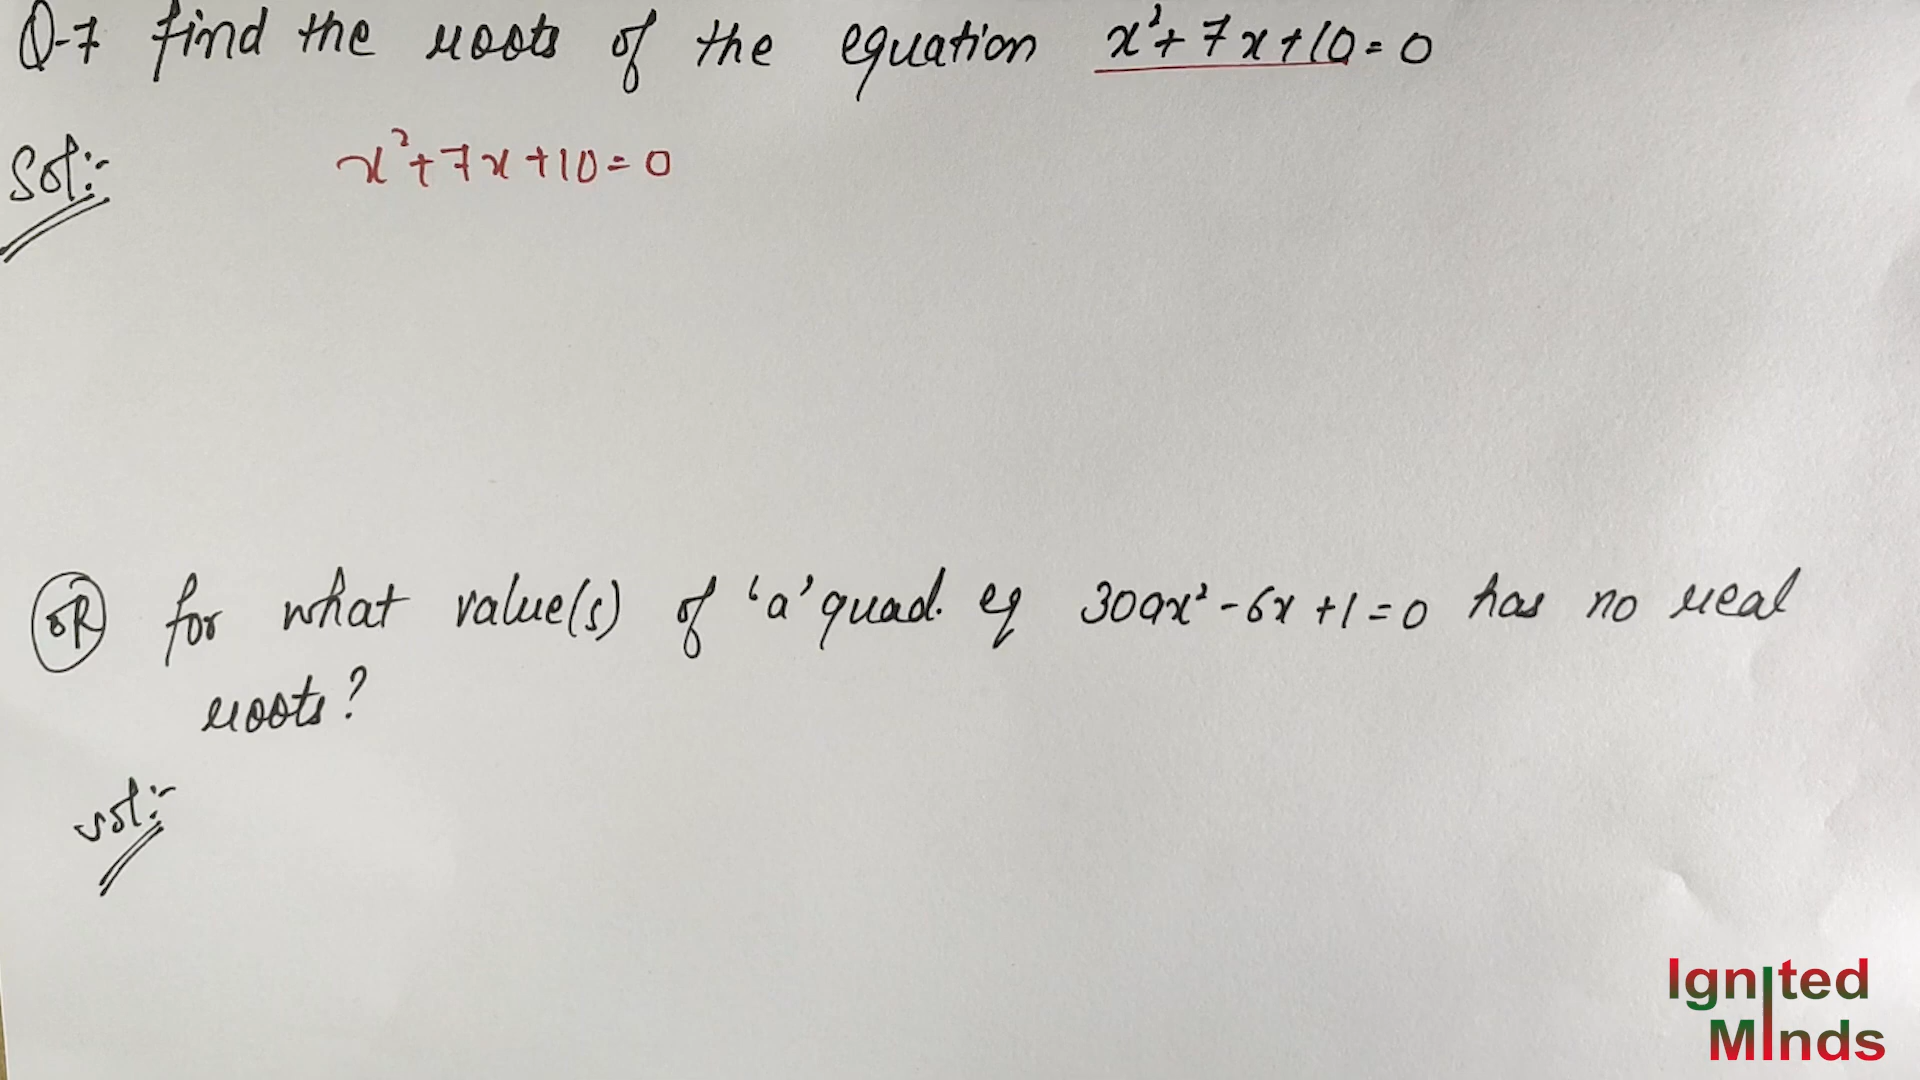 Q-7 find the roots of the equation x²+7x+10=0
Sol:-
x²+7x+10=0
OR for what value(s) of 'a' quad. eq 30ax²-6x+1=0 has no real
roots?
sol:-
Ignited
Minds